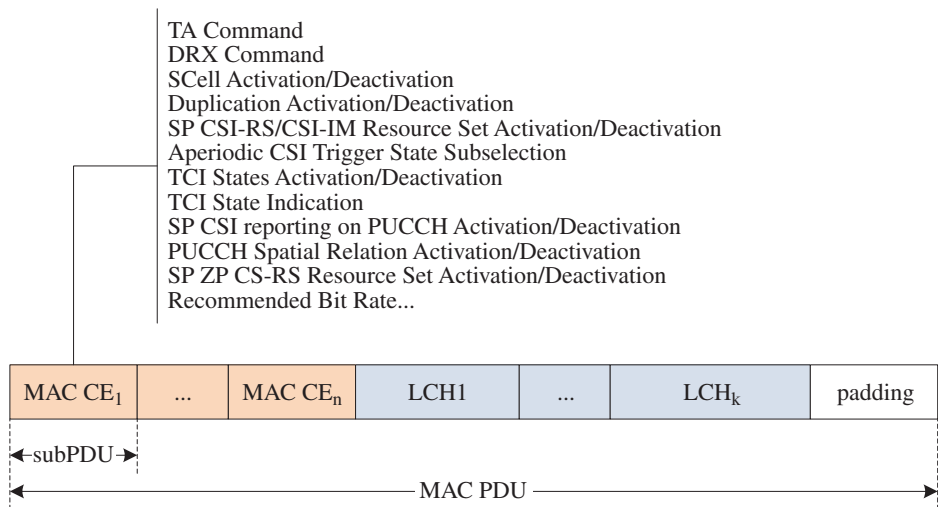 TA Command
DRX Command
SCell Activation/Deactivation
Duplication Activation/Deactivation
SP CSI-RS/CSI-IM Resource Set Activation/Deactivation
Aperiodic CSI Trigger State Subselection
TCI States Activation/Deactivation
TCI State Indication
SP CSI reporting on PUCCH Activation/Deactivation
PUCCH Spatial Relation Activation/Deactivation
SP ZP CS-RS Resource Set Activation/Deactivation
Recommended Bit Rate...
MAC CE₁ ... MAC CEₙ LCH1 ... LCHₖ padding
subPDU
MAC PDU